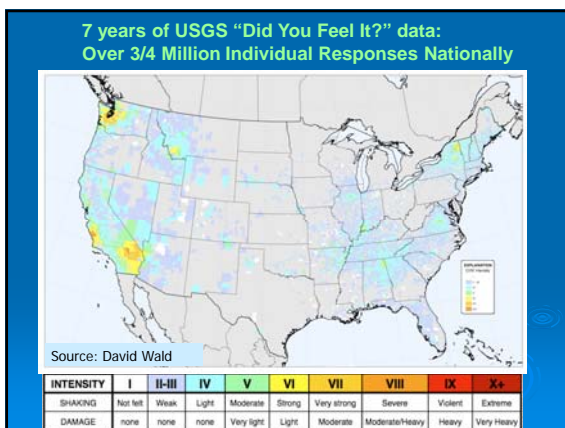 7 years of USGS “Did You Feel It?” data:
Over 3/4 Million Individual Responses Nationally
EXPLANATION
Source: David Wald
INTENSITY I II-III IV V VI VII VIII IX X+
SHAKING Not felt Weak Light Moderate Strong Very strong Severe Violent Extreme
DAMAGE none none none Very light Light Moderate Moderate/Heavy Heavy Very Heavy